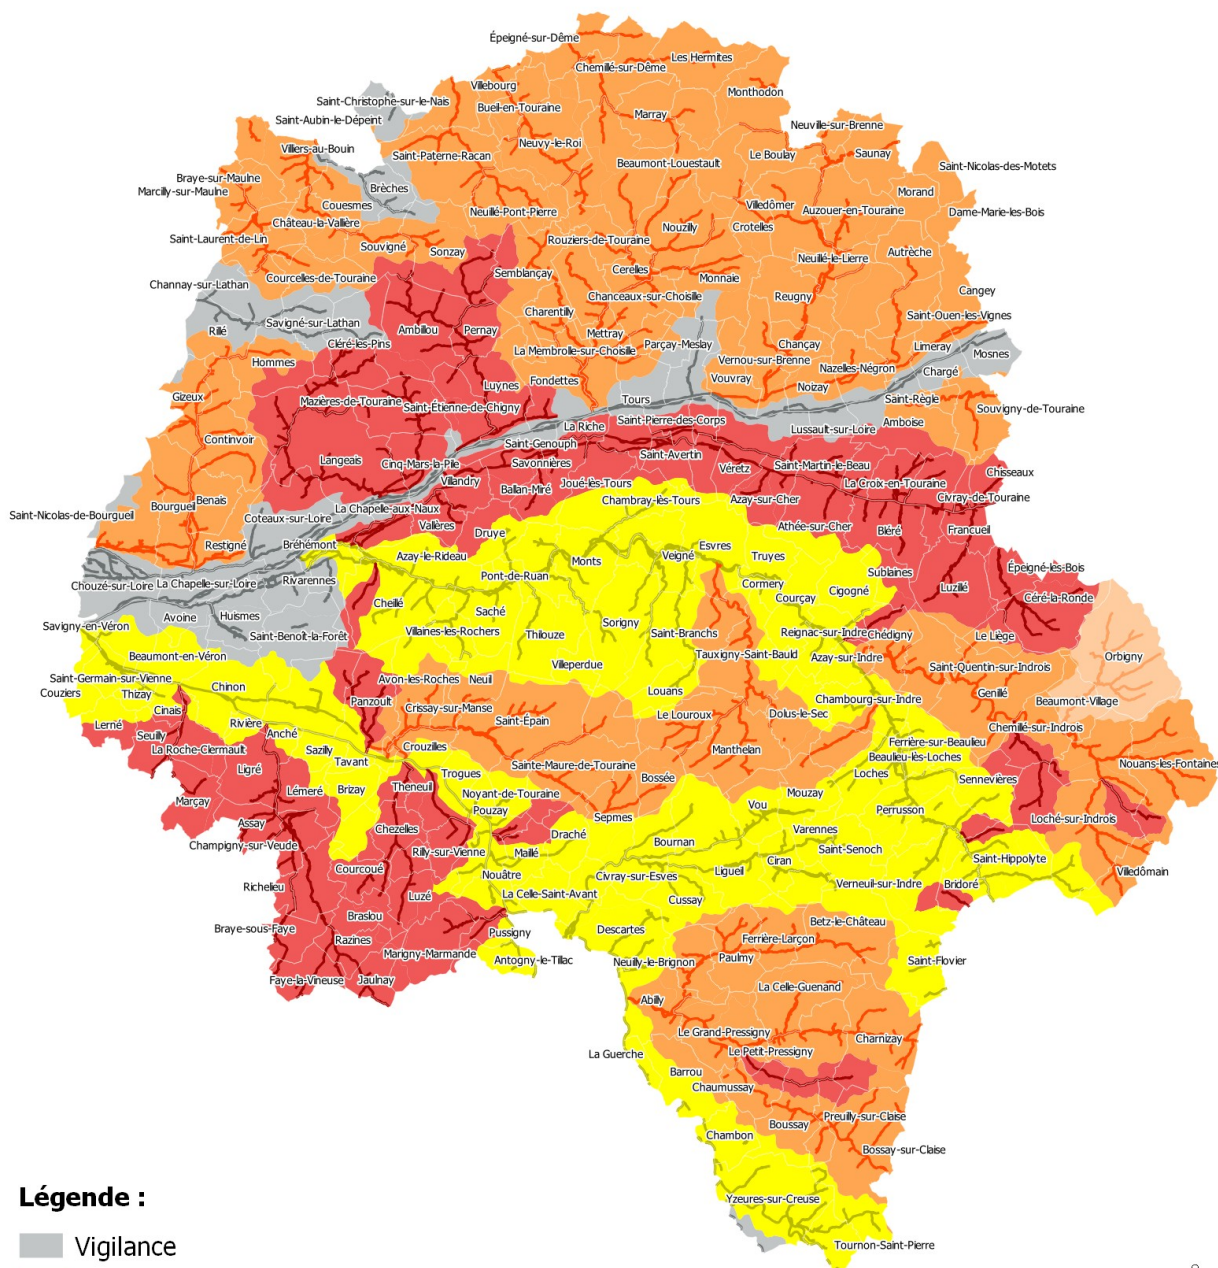 Épeigné-sur-Dême
Les Hermites
Chemillé-sur-Dême
Villebourg
Monthodon
Saint-Christophe-sur-le-Nais
Bueil-en-Touraine
Marray
Saint-Aubin-le-Dépeint
Neuville-sur-Brenne
Neuvy-le-Roi
Villiers-au-Bouin
Saint-Paterne-Racan
Le Boulay
Saunay
Beaumont-Louestault
Saint-Nicolas-des-Motets
Braye-sur-Maulne
Marcilly-sur-Maulne
Brèches
Morand
Couesmes
Villedômer
Auzouer-en-Touraine
Dame-Marie-les-Bois
Neuillé-Pont-Pierre
Château-la-Vallière
Nouzilly
Crotelles
Saint-Laurent-de-Lin
Rouziers-de-Touraine
Souvigné
Sonzay
Autrèche
Neuillé-le-Lierre
Semblançay
Cerelles
Courcelles-de-Touraine
Monnaie
Channay-sur-Lathan
Cangey
Chanceaux-sur-Choisille
Reugny
Charentilly
Saint-Ouen-les-Vignes
Savigné-sur-Lathan
Rillé
Ambillou
Pernay
Mettray
Cléré-les-Pins
Parçay-Meslay
Chançay
Limeray
La Membrolle-sur-Choisille
Mosnes
Hommes
Vernou-sur-Brenne
Nazelles-Négron
Chargé
Fondettes
Vouvray
Luynes
Noizay
Gizeux
Tours
Saint-Règle
Mazières-de-Touraine
Saint-Étienne-de-Chigny
Souvigny-de-Touraine
Saint-Pierre-des-Corps
Amboise
La Riche
Lussault-sur-Loire
Continvoir
Saint-Genouph
Saint-Avertin
Langeais
Cinq-Mars-la-Pile
Savonnières
Véretz
Saint-Martin-le-Beau
Chisseaux
Villandry
Joué-lès-Tours
La Croix-en-Touraine
Ballan-Miré
Benais
Civray-de-Touraine
Chambray-lès-Tours
Azay-sur-Cher
Bourgueil
La Chapelle-aux-Naux
Saint-Nicolas-de-Bourgueil
Coteaux-sur-Loire
Vallères
Athée-sur-Cher
Bléré
Francueil
Druye
Restigné
Bréhémont
Esvres
Azay-le-Rideau
Veigné
Truyes
Monts
Épeigné-les-Bois
Pont-de-Ruan
Sublaines
Rivarennes
Chouzé-sur-Loire
La Chapelle-sur-Loire
Cormery
Luzillé
Cigogné
Courçay
Céré-la-Ronde
Cheillé
Saché
Avoine
Huismes
Sorigny
Savigny-en-Véron
Villaines-les-Rochers
Thilouze
Saint-Branchs
Reignac-sur-Indre
Chédigny
Le Liège
Saint-Benoît-la-Forêt
Tauxigny-Saint-Bauld
Azay-sur-Indre
Orbigny
Beaumont-en-Véron
Villeperdue
Saint-Quentin-sur-Indrois
Saint-Germain-sur-Vienne
Avon-les-Roches
Neuil
Chinon
Louans
Genillé
Couziers
Thizay
Panzoult
Chambourg-sur-Indre
Beaumont-Village
Cinais
Crissay-sur-Manse
Saint-Épain
Le Louroux
Dolus-le-Sec
Lerné
Rivière
Chemillé-sur-Indrois
Seuilly
Anché
Ferrière-sur-Beaulieu
La Roche-Clermault
Sazilly
Crouzilles
Manthelan
Beaulieu-lès-Loches
Tavant
Sainte-Maure-de-Touraine
Nouans-les-Fontaines
Ligré
Trogues
Bossée
Loches
Sennevières
Theneuil
Lémeré
Brizay
Noyant-de-Touraine
Mouzay
Marçay
Vou
Pouzay
Perrusson
Sepmes
Loché-sur-Indrois
Assay
Chezelles
Draché
Varennes
Champigny-sur-Veude
Bournan
Maillé
Rilly-sur-Vienne
Saint-Senoch
Saint-Hippolyte
Ciran
Courcoué
Ligueil
Villedômain
Nouâtre
Civray-sur-Esves
Richelieu
Verneuil-sur-Indre
Bridoré
Luzé
La Celle-Saint-Avant
Cussay
Braslou
Betz-le-Château
Braye-sous-Faye
Descartes
Pussigny
Razines
Ferrière-Larçon
Marigny-Marmande
Paulmy
Antogny-le-Tillac
Neuilly-le-Brignon
Saint-Flovier
Faye-la-Vineuse
Jaulnay
La Celle-Guenand
Abilly
Le Grand-Pressigny
Charnizay
La Guerche
Le Petit-Pressigny
Barrou
Chaumussay
Preuilly-sur-Claise
Boussay
Chambon
Bossay-sur-Claise
Légende :
Yzeures-sur-Creuse
Vigilance
Tournon-Saint-Pierre